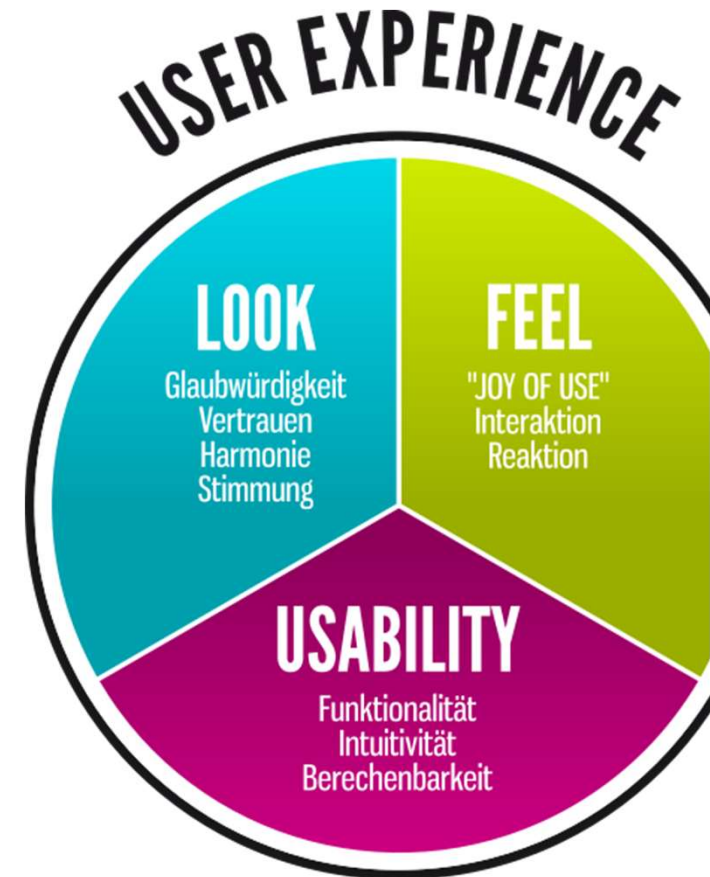 USER EXPERIENCE
LOOK
Glaubwürdigkeit
Vertrauen
Harmonie
Stimmung
FEEL
"JOY OF USE"
Interaktion
Reaktion
USABILITY
Funktionalität
Intuitivität
Berechenbarkeit